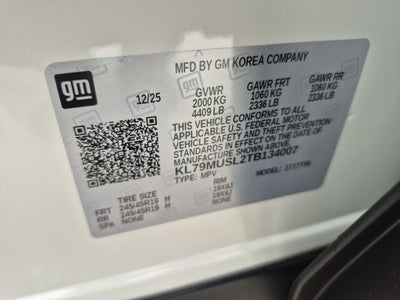 MFD BY GM KOREA COMPANY
gm
12/25
GVWR GAWR FRT GAWR RR
2000 KG 1060 KG 1060 KG
4409 LB 2336 LB 2336 LB
THIS VEHICLE CONFORMS TO ALL
APPLICABLE U.S. FEDERAL MOTOR
VEHICLE SAFETY STANDARDS IN
EFFECT ON THE DATE OF
MANUFACTURE SHOWN ABOVE.
KL79MUSL2TB134007
TYPE: MPV MODEL:
TIRE SIZE RIM
FRT 245/45R19 H 19X8J
RR 245/45R19 H 19X8J
SPA NONE NONE